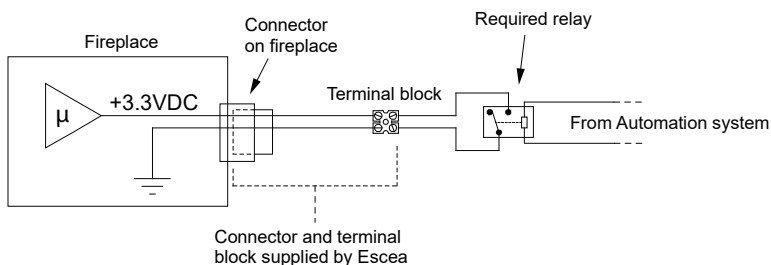 Required relay
Connector
on fireplace
Fireplace
Terminal block
+3.3VDC
µ
From Automation system
Connector and terminal
block supplied by Escea